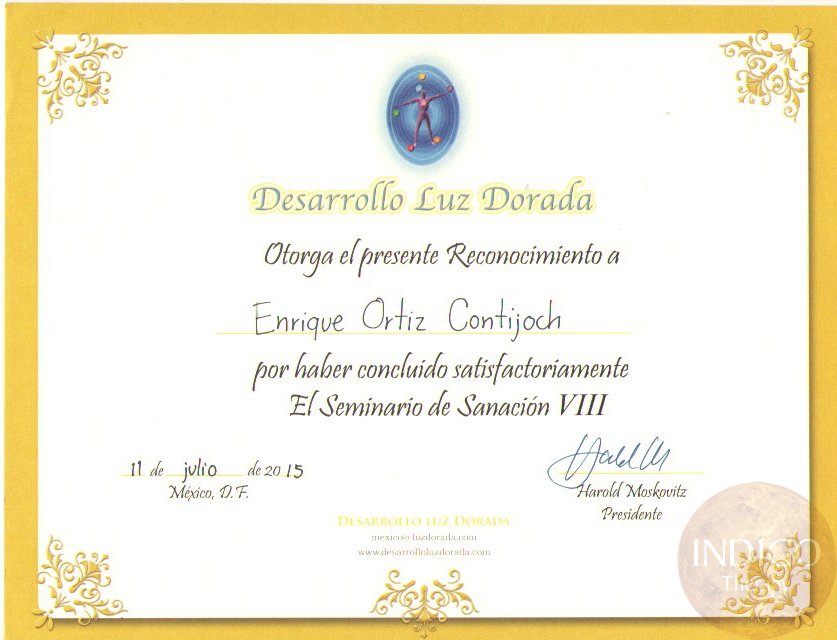 Desarrollo Luz Dorada
Otorga el presente Reconocimiento a
Enrique Ortiz Contijoch
por haber concluido satisfactoriamente
El Seminario de Sanación VIII
11 de julio de 2015
México, D.F.
Harold Moskovitz
Presidente
DESARROLLO LUZ DORADA
mexico@luzdorada.com
www.desarrolloluzdorada.com
INDIGO